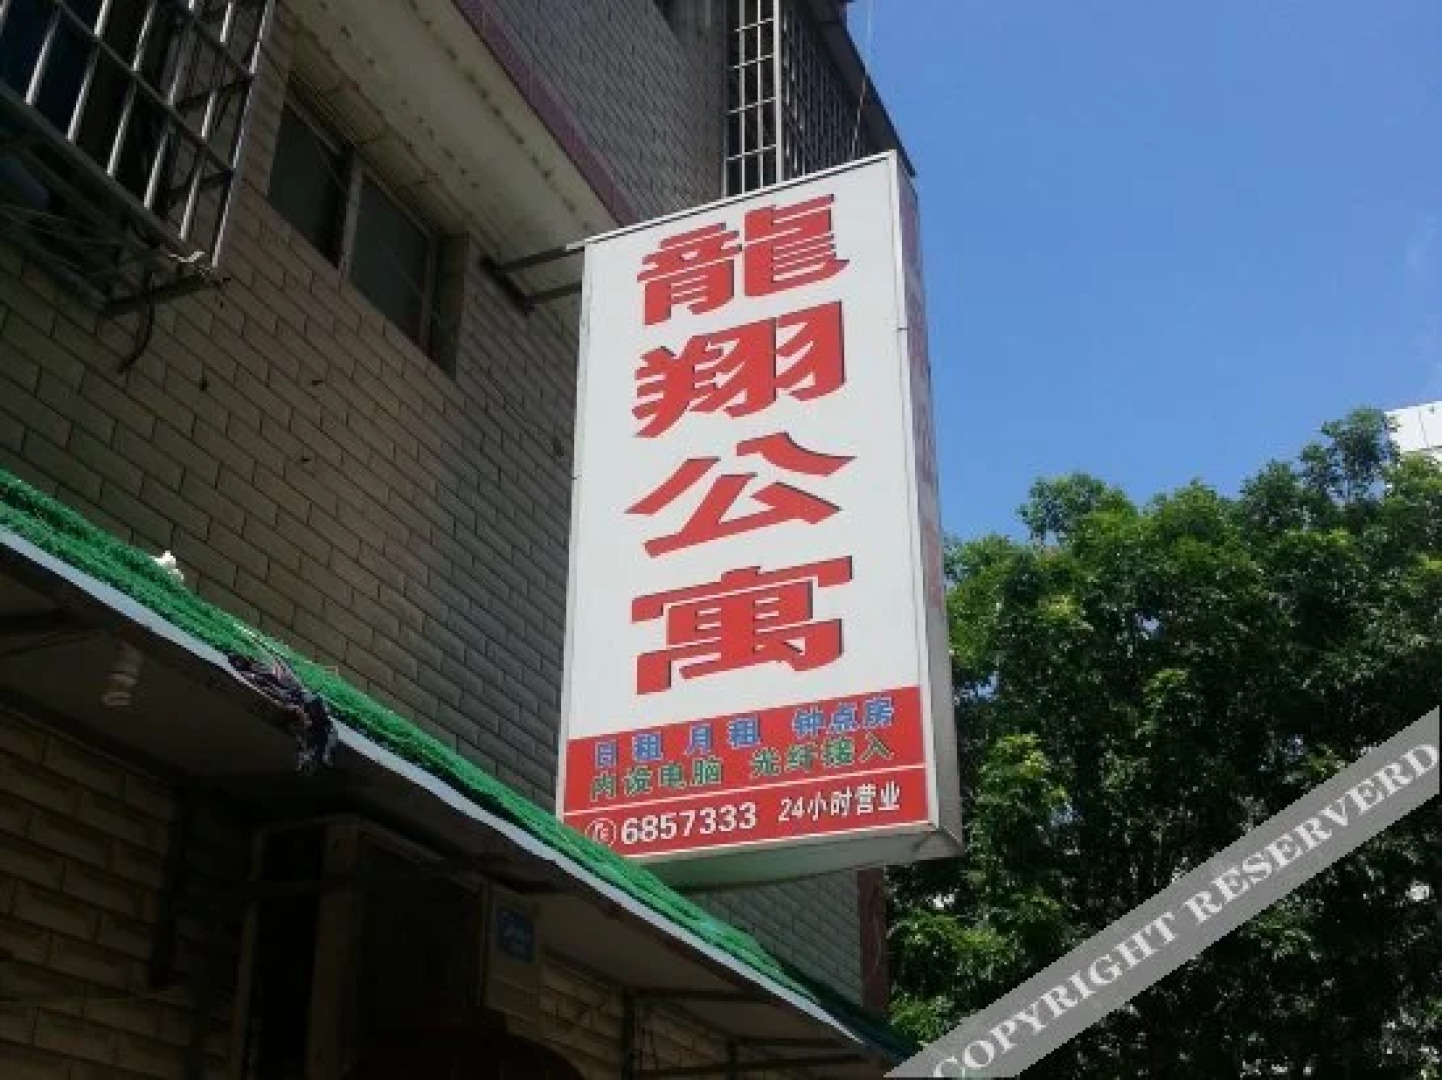 龍翔公寓
日租 月租 钟点房
内设电脑 光纤接入
6857333 24小时营业
COPYRIGHT RESERVERD